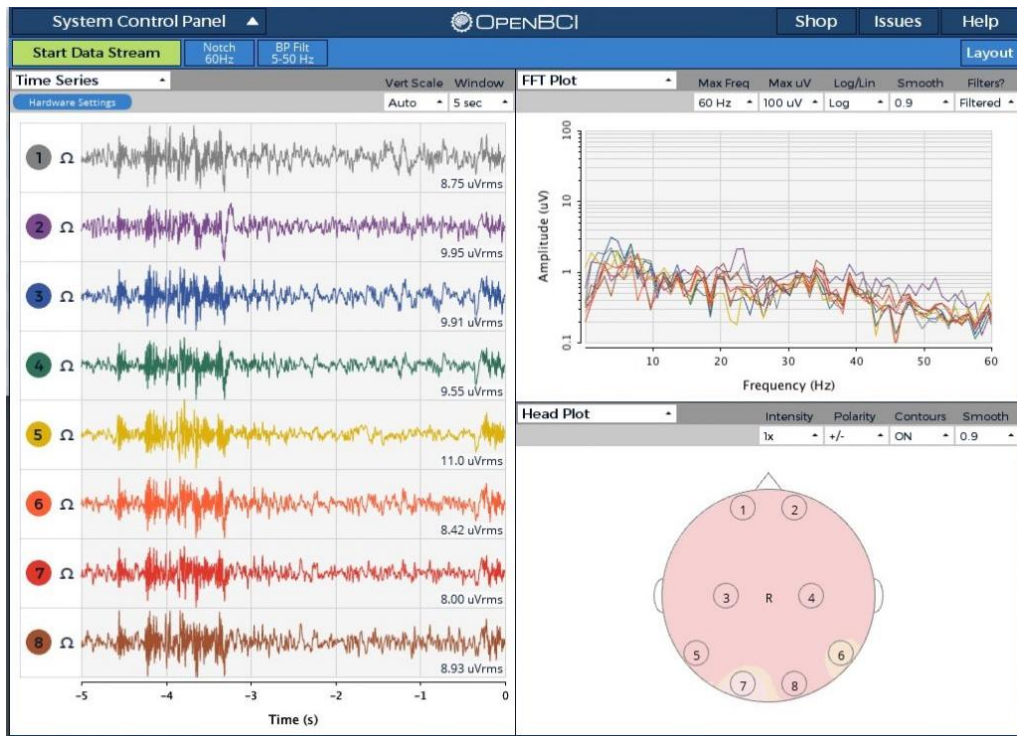 System Control Panel ▲
OpenBCI
Shop Issues Help
Start Data Stream
Notch
60Hz
BP Filt
5-50 Hz
Layout
Time Series
Vert Scale Window
Hardware Settings
Auto 5 sec
1 Ω
8.75 uVrms
2 Ω
9.95 uVrms
3 Ω
9.91 uVrms
4 Ω
9.55 uVrms
5 Ω
11.0 uVrms
6 Ω
8.42 uVrms
7 Ω
8.00 uVrms
8 Ω
8.93 uVrms
-5 -4 -3 -2 -1 0
Time (s)
FFT Plot
Max Freq Max uV Log/Lin Smooth Filters?
60 Hz 100 uV Log 0.9 Filtered
Amplitude (uV)
100
10
1
0.1
10 20 30 40 50 60
Frequency (Hz)
Head Plot
Intensity Polarity Contours Smooth
1x +/- ON 0.9
1 2
3 R 4
5 6
7 8